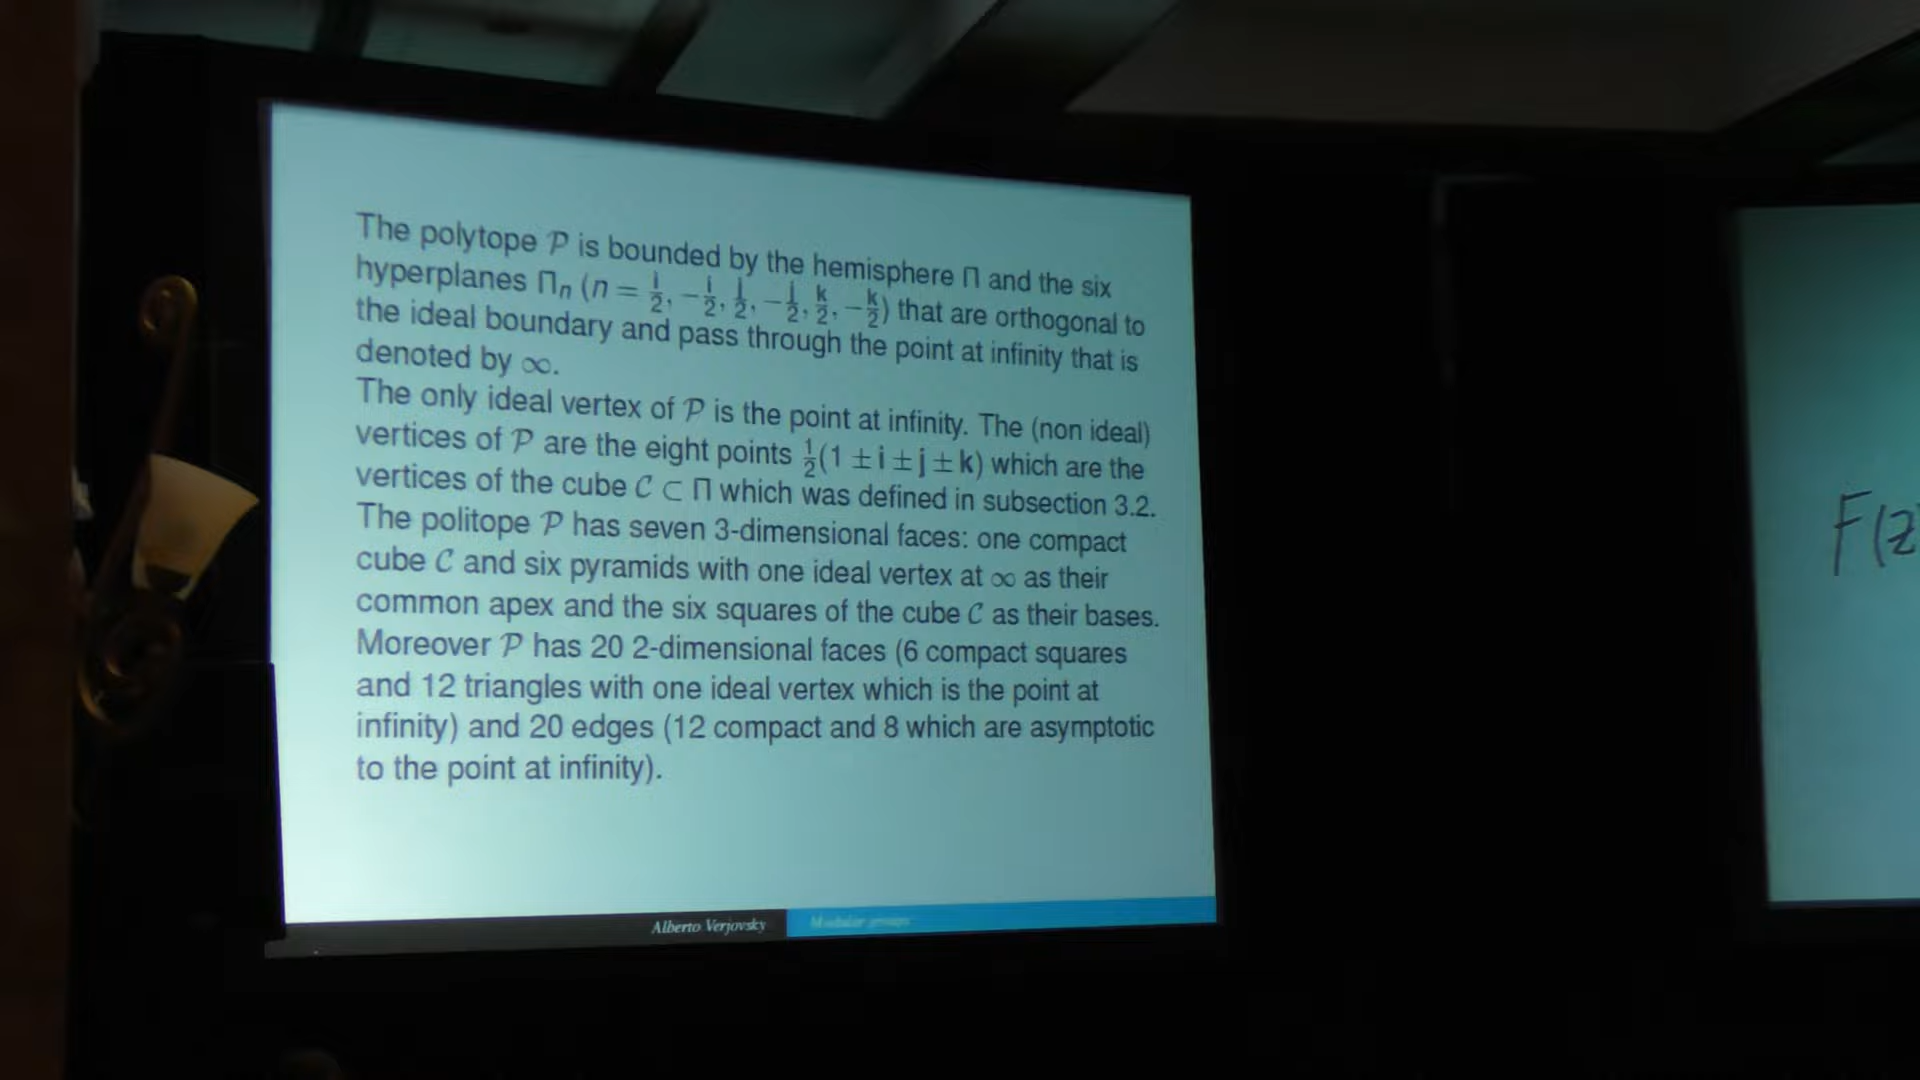 The polytope 𝒫 is bounded by the hemisphere Π and the six
hyperplanes Πₙ (n = i/2, −i/2, j/2, −j/2, k/2, −k/2) that are orthogonal to
the ideal boundary and pass through the point at infinity that is
denoted by ∞.
The only ideal vertex of 𝒫 is the point at infinity. The (non ideal)
vertices of 𝒫 are the eight points ½(1 ± i ± j ± k) which are the
vertices of the cube 𝒞 ⊂ Π which was defined in subsection 3.2.
The politope 𝒫 has seven 3-dimensional faces: one compact
cube 𝒞 and six pyramids with one ideal vertex at ∞ as their
common apex and the six squares of the cube 𝒞 as their bases.
Moreover 𝒫 has 20 2-dimensional faces (6 compact squares
and 12 triangles with one ideal vertex which is the point at
infinity) and 20 edges (12 compact and 8 which are asymptotic
to the point at infinity).
Alberto Verjovsky
Modular groups
F(z